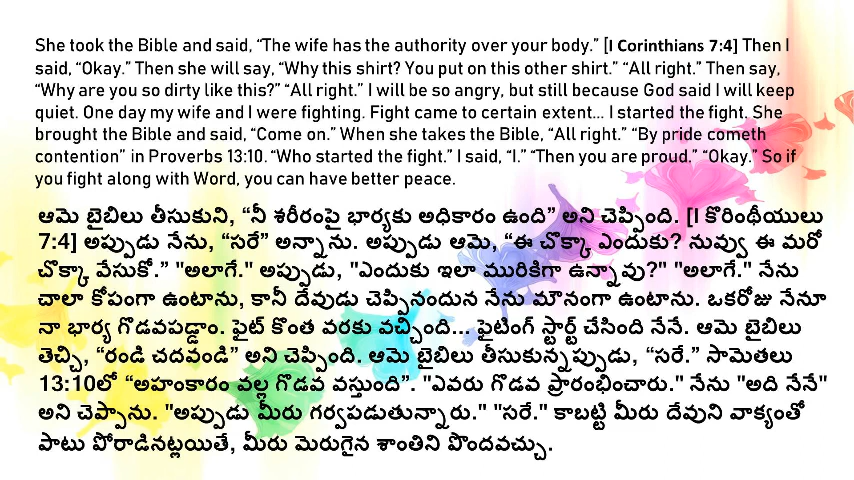 She took the Bible and said, “The wife has the authority over your body.” [I Corinthians 7:4] Then I
said, “Okay.” Then she will say, “Why this shirt? You put on this other shirt.” “All right.” Then say,
“Why are you so dirty like this?” “All right.” I will be so angry, but still because God said I will keep
quiet. One day my wife and I were fighting. Fight came to certain extent... I started the fight. She
brought the Bible and said, “Come on.” When she takes the Bible, “All right.” “By pride cometh
contention” in Proverbs 13:10. “Who started the fight.” I said, “I.” “Then you are proud.” “Okay.” So if
you fight along with Word, you can have better peace.
ఆమె బైబిలు తీసుకుని, “నీ శరీరంపై భార్యకు అధికారం ఉంది” అని చెప్పింది. [I కొరింథీయులు
7:4] అప్పుడు నేను, “సరే” అన్నాను. అప్పుడు ఆమె, “ఈ చొక్కా ఎందుకు? నువ్వు ఈ మరో
చొక్కా వేసుకో.” "అలాగే." అప్పుడు, "ఎందుకు ఇలా మురికిగా ఉన్నావు?" "అలాగే." నేను
చాలా కోపంగా ఉంటాను, కానీ దేవుడు చెప్పినందున నేను మౌనంగా ఉంటాను. ఒకరోజు నేనూ
నా భార్య గొడవపడ్డాం. ఫైట్ కొంత వరకు వచ్చింది... ఫైటింగ్ స్టార్ట్ చేసింది నేనే. ఆమె బైబిలు
తెచ్చి, “రండి చదవండి” అని చెప్పింది. ఆమె బైబిలు తీసుకున్నప్పుడు, “సరే.” సామెతలు
13:10లో “అహంకారం వల్ల గొడవ వస్తుంది”. "ఎవరు గొడవ ప్రారంభించారు." నేను "అది నేనే"
అని చెప్పాను. "అప్పుడు మీరు గర్వపడుతున్నారు." "సరే." కాబట్టి మీరు దేవుని వాక్యంతో
పాటు పోరాడినట్లయితే, మీరు మెరుగైన శాంతిని పొందవచ్చు.